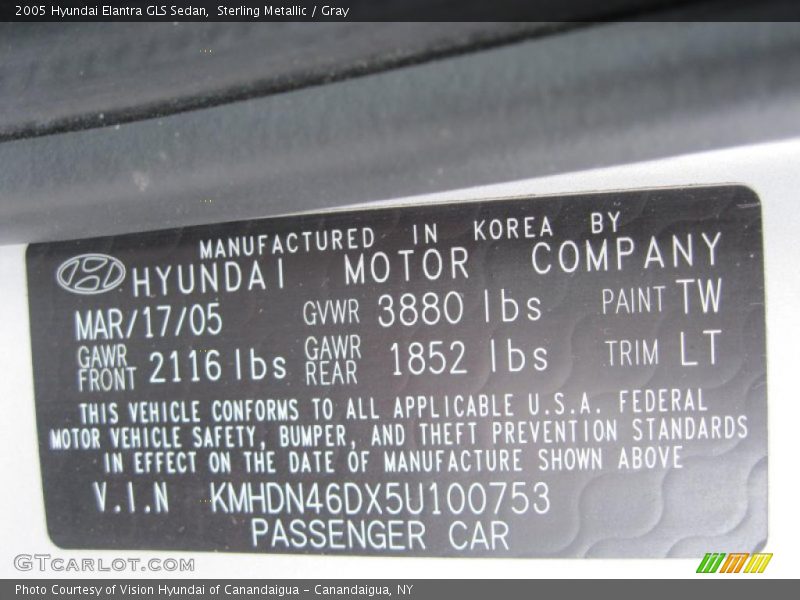 2005 Hyundai Elantra GLS Sedan,  Sterling Metallic / Gray
MANUFACTURED IN KOREA BY
HYUNDAI MOTOR COMPANY
MAR/17/05 GVWR 3880 lbs PAINT TW
GAWR FRONT 2116 lbs GAWR REAR 1852 lbs TRIM LT
THIS VEHICLE CONFORMS TO ALL APPLICABLE U.S.A. FEDERAL
MOTOR VEHICLE SAFETY, BUMPER, AND THEFT PREVENTION STANDARDS
IN EFFECT ON THE DATE OF MANUFACTURE SHOWN ABOVE
V.I.N KMHDN46DX5U100753
PASSENGER CAR
GTCARLOT.COM
Photo Courtesy of Vision Hyundai of Canandaigua - Canandaigua, NY